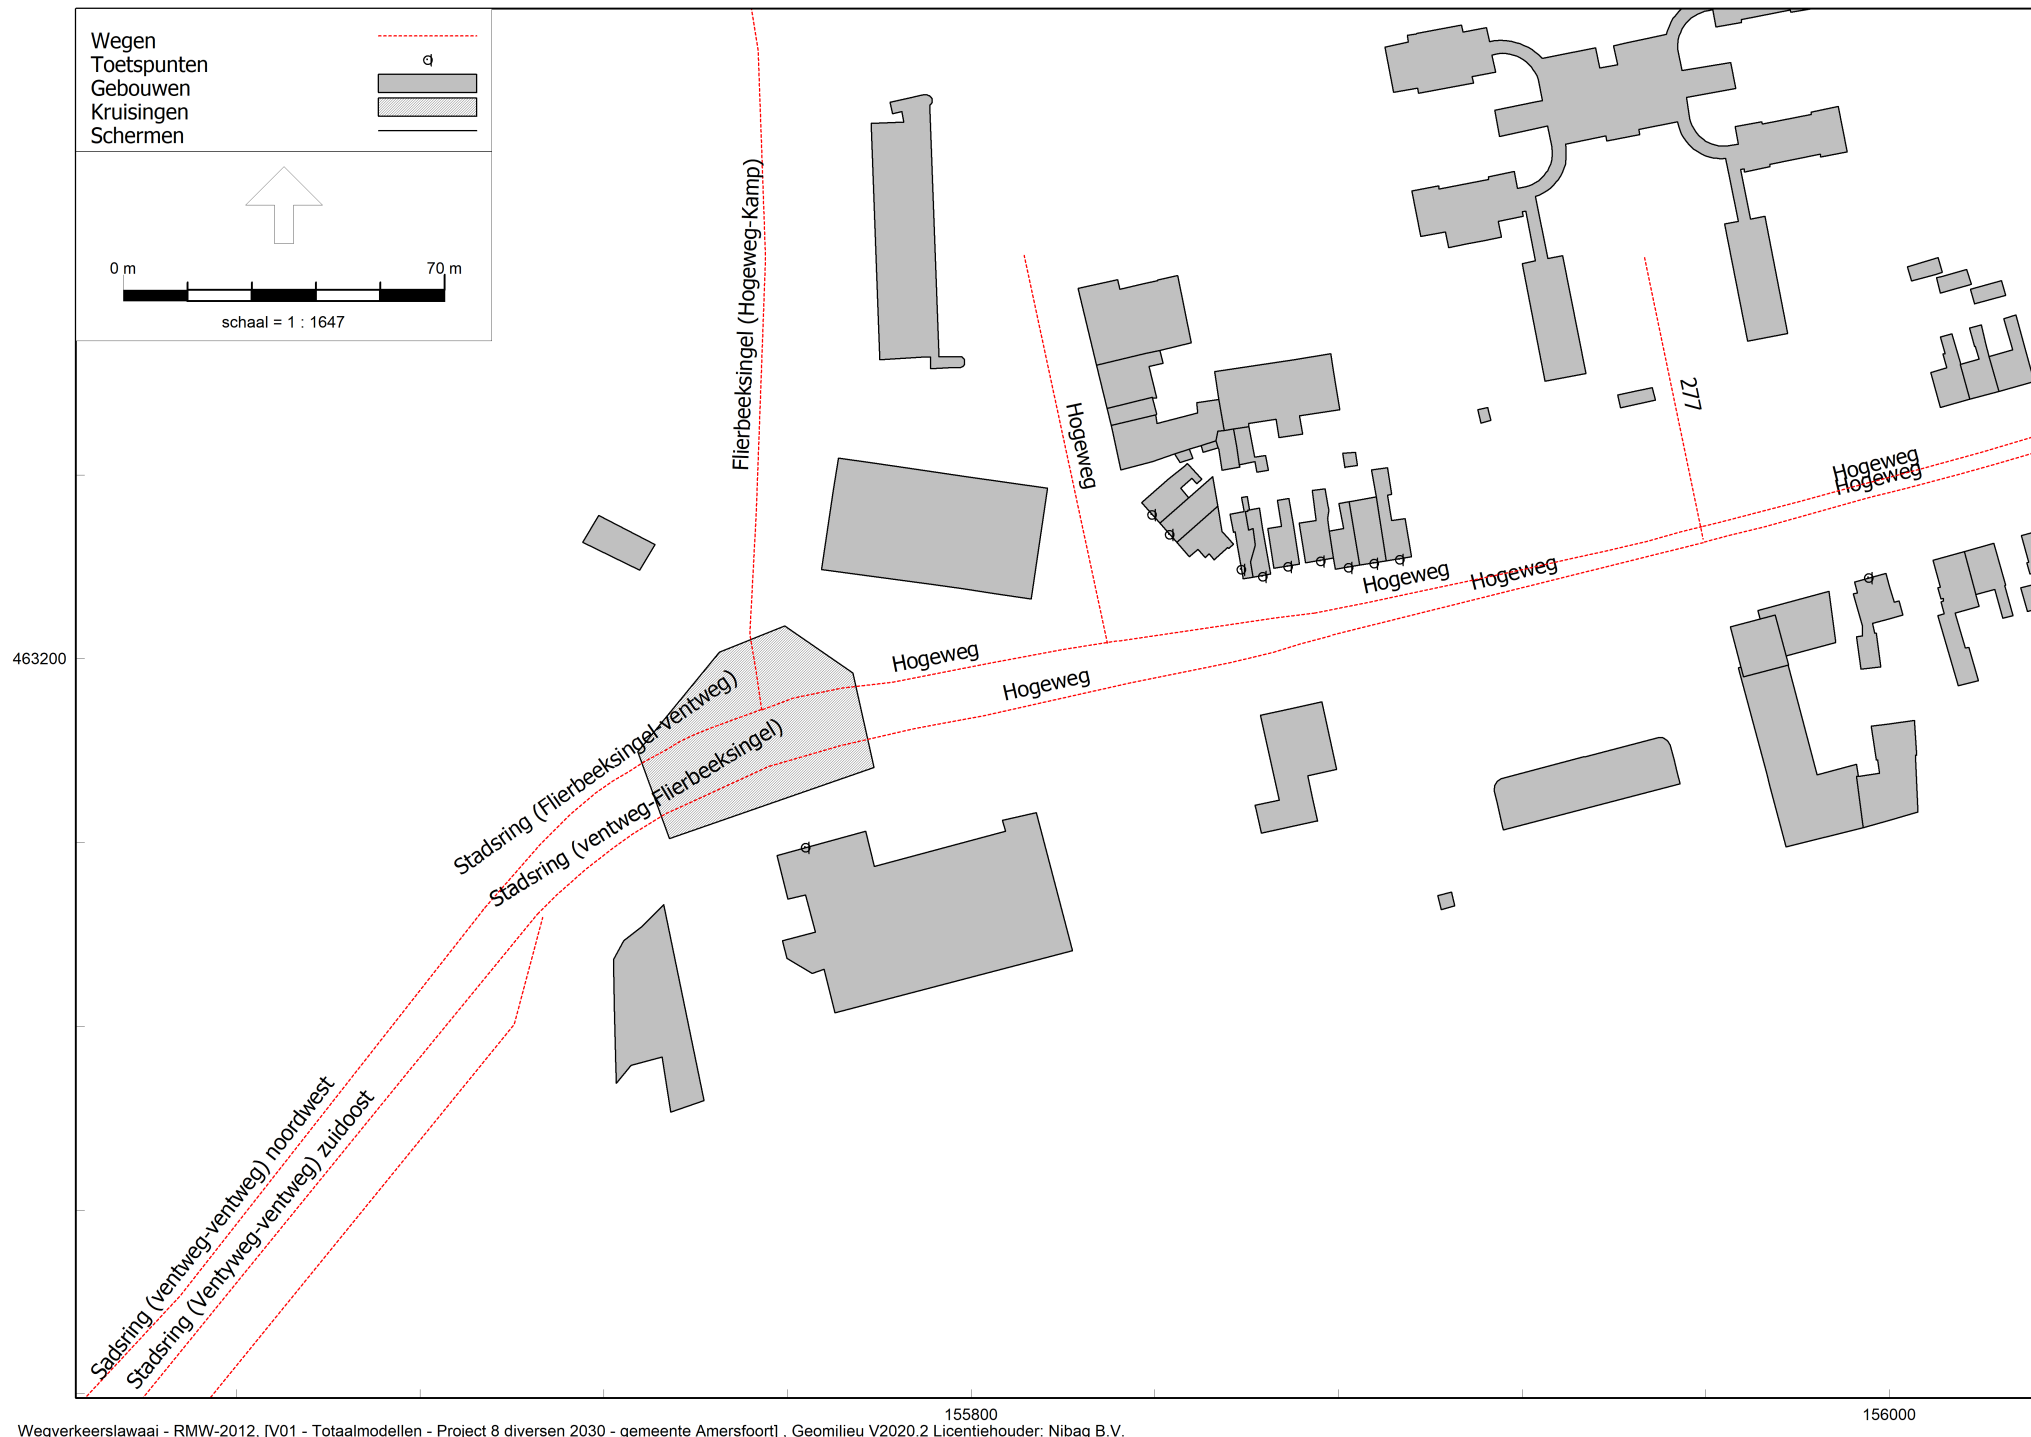 Wegen
Toetspunten
Gebouwen
Kruisingen
Schermen
0 m 70 m
schaal = 1 : 1647
Flierbeeksingel (Hogeweg-Kamp)
Hogeweg
277
Hogeweg
Hogeweg
Hogeweg
Hogeweg
Hogeweg
Hogeweg
463200
Stadsring (Flierbeeksingel-ventweg)
Stadsring (ventweg-Flierbeeksingel)
Sadsring (ventweg-ventweg) noordwest
Stadsring (Ventyweg-ventweg) zuidoost
155800 156000
Wegverkeerslawaai - RMW-2012, [V01 - Totaalmodellen - Project 8 diversen 2030 - gemeente Amersfoort] , Geomilieu V2020.2 Licentiehouder: Nibag B.V.